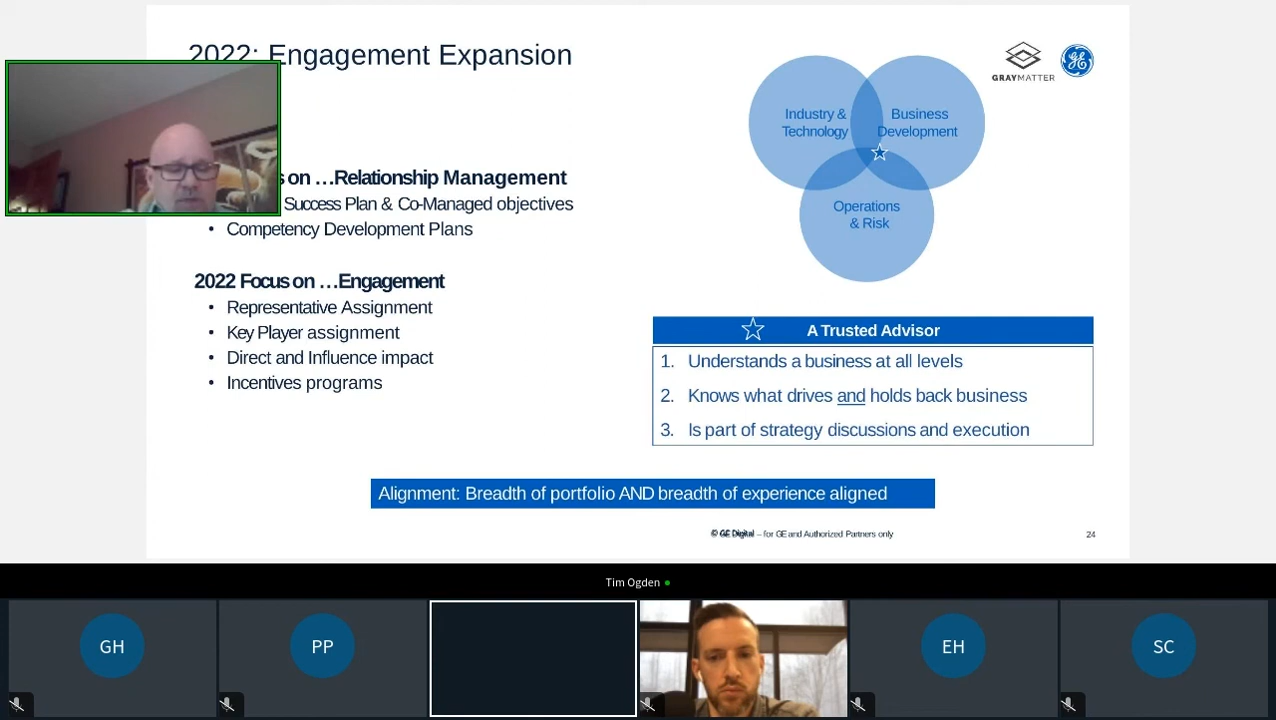 2022: Engagement Expansion
GRAYMATTER
Industry &
Technology
Business
Development
Operations
& Risk
on …Relationship Management
Success Plan & Co-Managed objectives
• Competency Development Plans
2022 Focus on …Engagement
• Representative Assignment
• Key Player assignment
• Direct and Influence impact
• Incentives programs
A Trusted Advisor
1. Understands a business at all levels
2. Knows what drives and holds back business
3. Is part of strategy discussions and execution
Alignment: Breadth of portfolio AND breadth of experience aligned
© GE Digital – for GE and Authorized Partners only
24
Tim Ogden
GH
PP
EH
SC